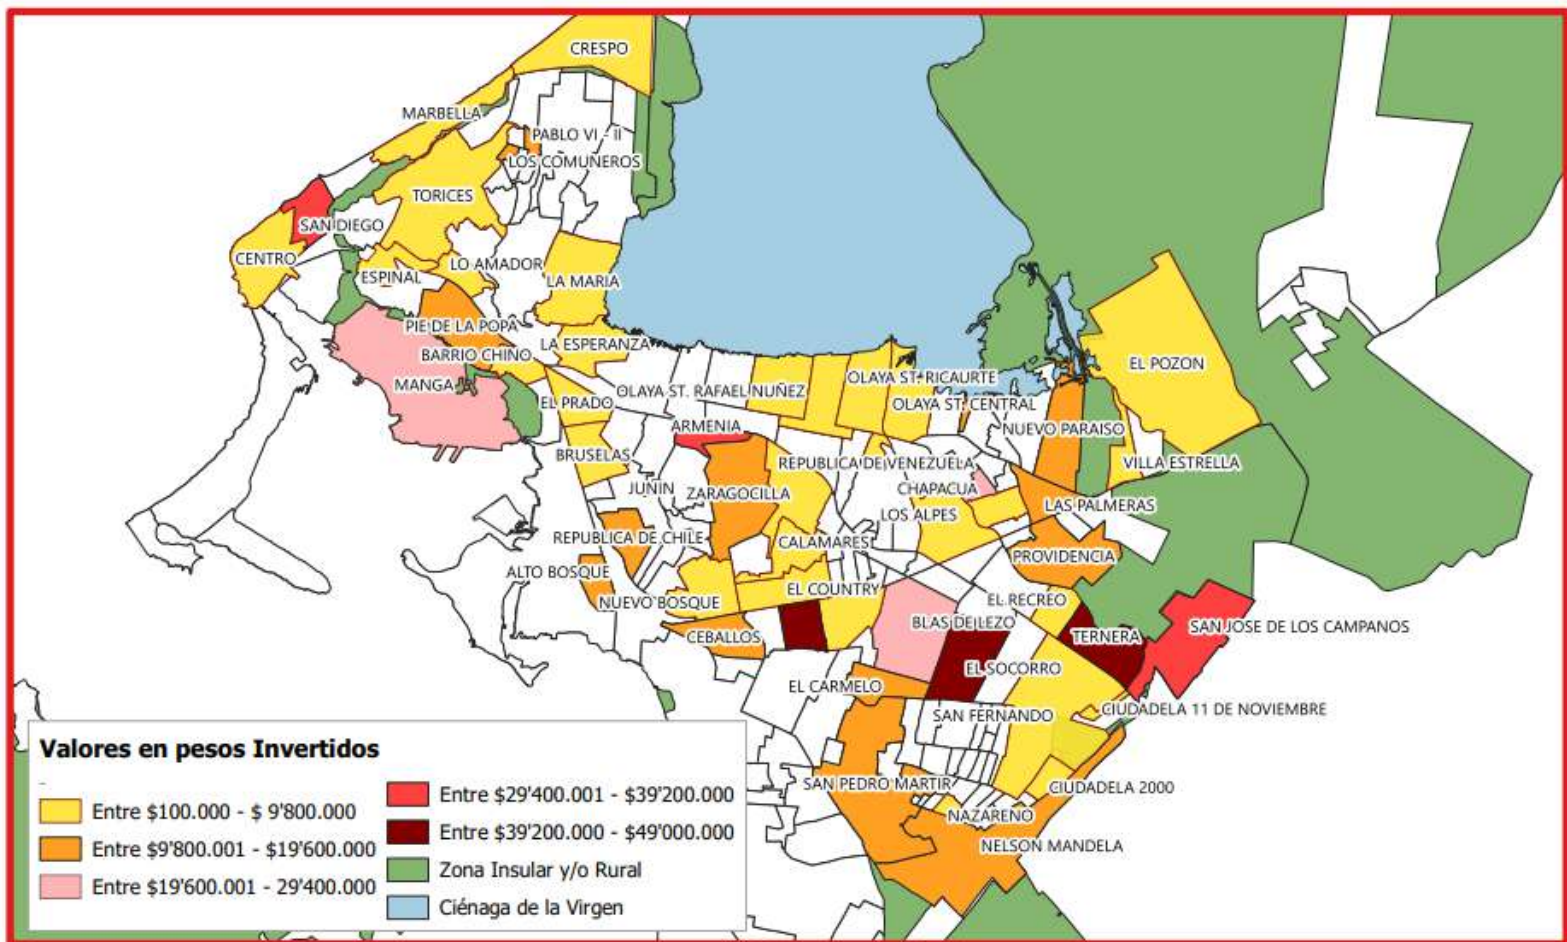 CRESPO
MARBELLA
PABLO VI - II
LOS COMUNEROS
TORICES
SAN DIEGO
CENTRO
LO AMADOR
ESPINAL
LA MARIA
PIE DE LA POPA
LA ESPERANZA
BARRIO CHINO
MANGA
EL POZON
OLAYA ST. RICAURTE
OLAYA ST. RAFAEL NUÑEZ
EL PRADO
OLAYA ST. CENTRAL
ARMENIA
NUEVO PARAISO
BRUSELAS
REPUBLICA DE VENEZUELA
VILLA ESTRELLA
JUNIN
ZARAGOCILLA
CHAPACUA
LAS PALMERAS
LOS ALPES
REPUBLICA DE CHILE
CALAMARES
PROVIDENCIA
ALTO BOSQUE
EL COUNTRY
NUEVO BOSQUE
EL RECREO
BLAS DE LEZO
SAN JOSE DE LOS CAMPANOS
CEBALLOS
TERNERA
EL SOCORRO
EL CARMELO
CIUDADELA 11 DE NOVIEMBRE
SAN FERNANDO
SAN PEDRO MARTIR
CIUDADELA 2000
NAZARENO
NELSON MANDELA
Valores en pesos Invertidos
Entre $100.000 - $ 9'800.000
Entre $9'800.001 - $19'600.000
Entre $19'600.001 - 29'400.000
Entre $29'400.001 - $39'200.000
Entre $39'200.000 - $49'000.000
Zona Insular y/o Rural
Ciénaga de la Virgen